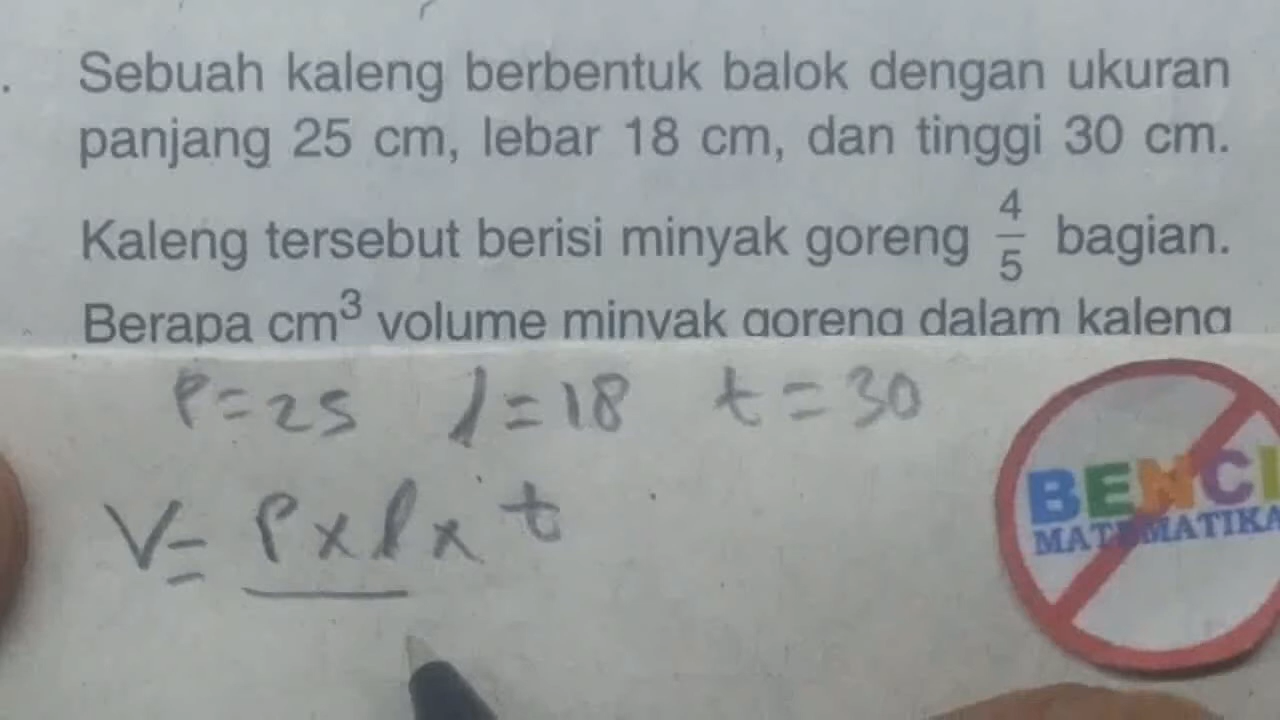 Sebuah kaleng berbentuk balok dengan ukuran
panjang 25 cm, lebar 18 cm, dan tinggi 30 cm.
Kaleng tersebut berisi minyak goreng 4/5 bagian.
Berapa cm³ volume minyak goreng dalam kaleng
P=25 l=18 t=30
V= P x l x t
BENCI
MATEMATIKA